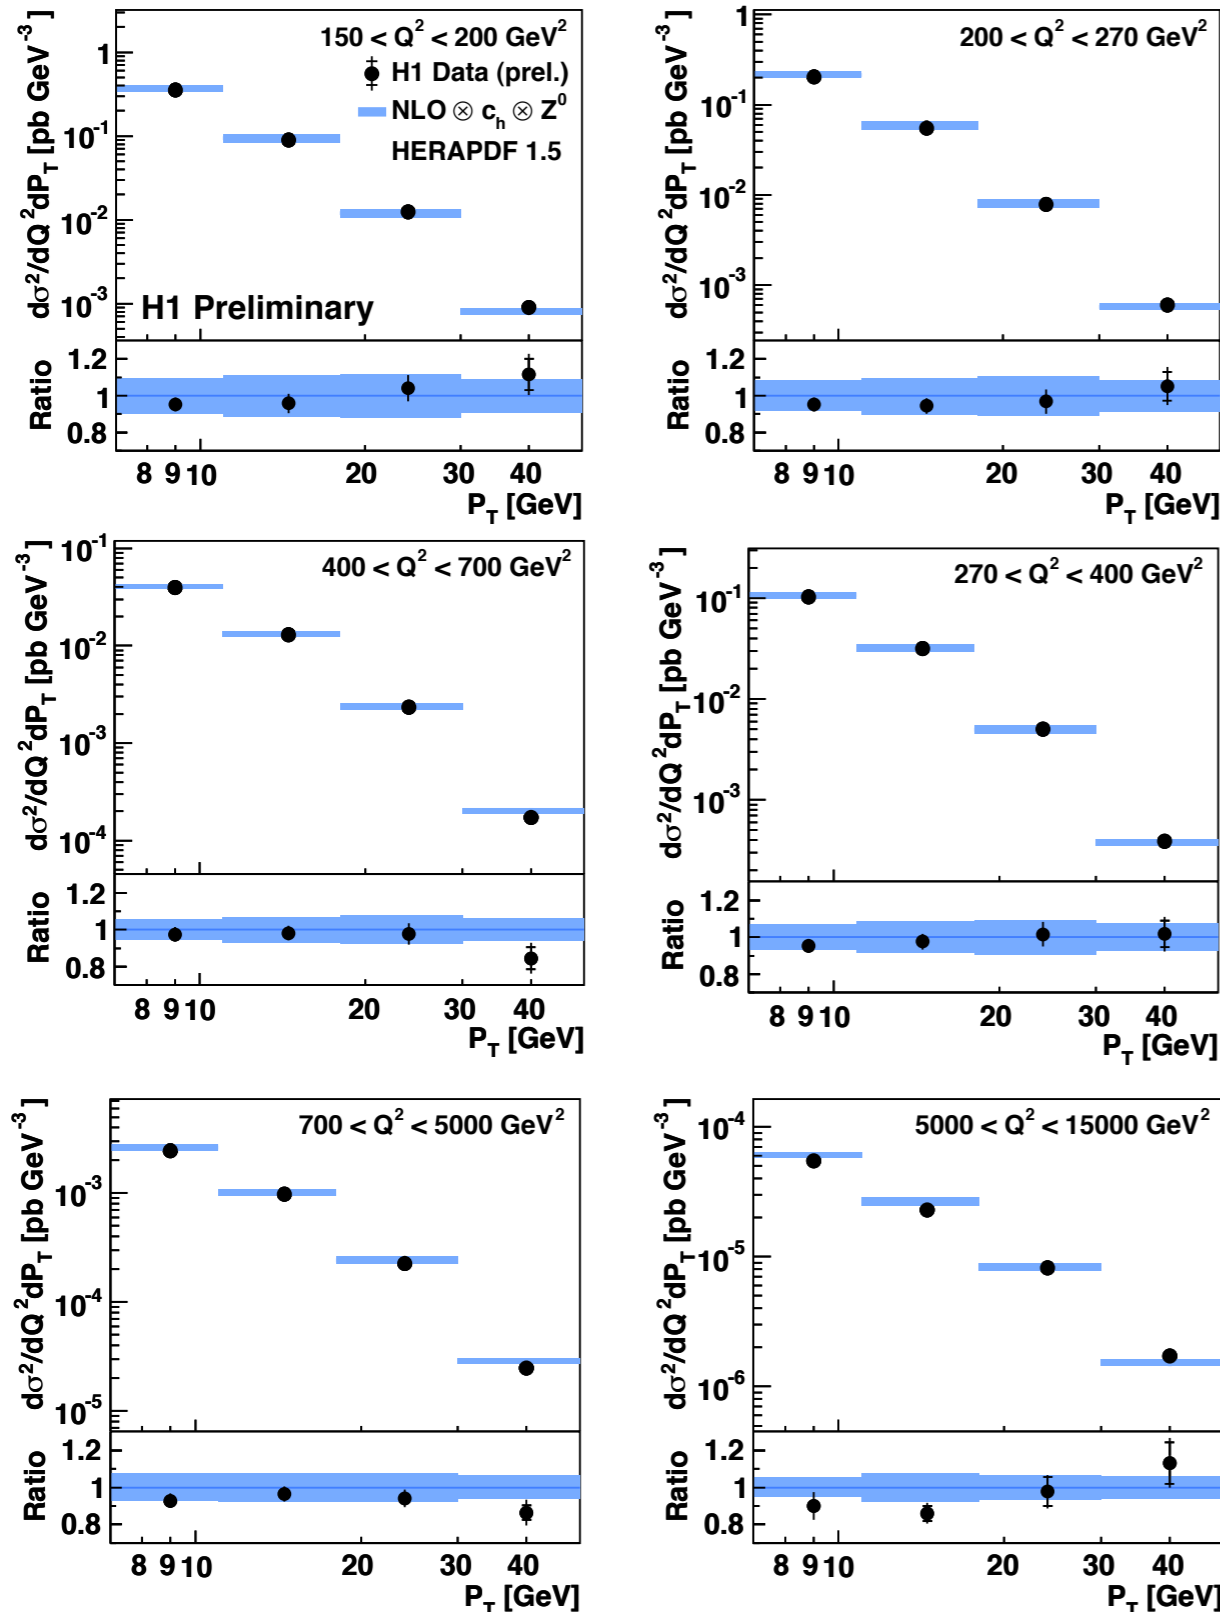 dσ²/dQ²dP_T [pb GeV⁻³]
150 < Q² < 200 GeV²
H1 Data (prel.)
NLO ⊗ c_h ⊗ Z⁰
HERAPDF 1.5
H1 Preliminary
1
10⁻¹
10⁻²
10⁻³
Ratio
1.2
1
0.8
8 9 10 20 30 40
P_T [GeV]
dσ²/dQ²dP_T [pb GeV⁻³]
200 < Q² < 270 GeV²
1
10⁻¹
10⁻²
10⁻³
Ratio
1.2
1
0.8
8 9 10 20 30 40
P_T [GeV]
dσ²/dQ²dP_T [pb GeV⁻³]
400 < Q² < 700 GeV²
10⁻¹
10⁻²
10⁻³
10⁻⁴
Ratio
1.2
1
0.8
8 9 10 20 30 40
P_T [GeV]
dσ²/dQ²dP_T [pb GeV⁻³]
270 < Q² < 400 GeV²
10⁻¹
10⁻²
10⁻³
Ratio
1.2
1
0.8
8 9 10 20 30 40
P_T [GeV]
dσ²/dQ²dP_T [pb GeV⁻³]
700 < Q² < 5000 GeV²
10⁻³
10⁻⁴
10⁻⁵
Ratio
1.2
1
0.8
8 9 10 20 30 40
P_T [GeV]
dσ²/dQ²dP_T [pb GeV⁻³]
5000 < Q² < 15000 GeV²
10⁻⁴
10⁻⁵
10⁻⁶
Ratio
1.2
1
0.8
8 9 10 20 30 40
P_T [GeV]